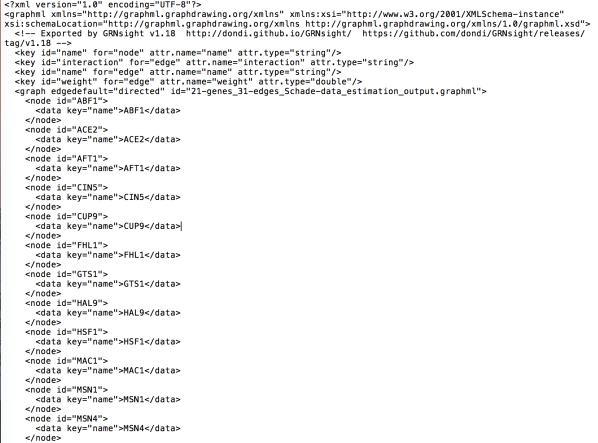 <?xml version="1.0" encoding="UTF-8"?>
<graphml xmlns="http://graphml.graphdrawing.org/xmlns" xmlns:xsi="http://www.w3.org/2001/XMLSchema-instance"
xsi:schemaLocation="http://graphml.graphdrawing.org/xmlns http://graphml.graphdrawing.org/xmlns/1.0/graphml.xsd">
  <!-- Exported by GRNsight v1.18  http://dondi.github.io/GRNsight/  https://github.com/dondi/GRNsight/releases/
tag/v1.18 -->
  <key id="name" for="node" attr.name="name" attr.type="string"/>
  <key id="interaction" for="edge" attr.name="interaction" attr.type="string"/>
  <key id="name" for="edge" attr.name="name" attr.type="string"/>
  <key id="weight" for="edge" attr.name="weight" attr.type="double"/>
  <graph edgedefault="directed" id="21-genes_31-edges_Schade-data_estimation_output.graphml">
    <node id="ABF1">
      <data key="name">ABF1</data>
    </node>
    <node id="ACE2">
      <data key="name">ACE2</data>
    </node>
    <node id="AFT1">
      <data key="name">AFT1</data>
    </node>
    <node id="CIN5">
      <data key="name">CIN5</data>
    </node>
    <node id="CUP9">
      <data key="name">CUP9</data>
    </node>
    <node id="FHL1">
      <data key="name">FHL1</data>
    </node>
    <node id="GTS1">
      <data key="name">GTS1</data>
    </node>
    <node id="HAL9">
      <data key="name">HAL9</data>
    </node>
    <node id="HSF1">
      <data key="name">HSF1</data>
    </node>
    <node id="MAC1">
      <data key="name">MAC1</data>
    </node>
    <node id="MSN1">
      <data key="name">MSN1</data>
    </node>
    <node id="MSN4">
      <data key="name">MSN4</data>
    </node>